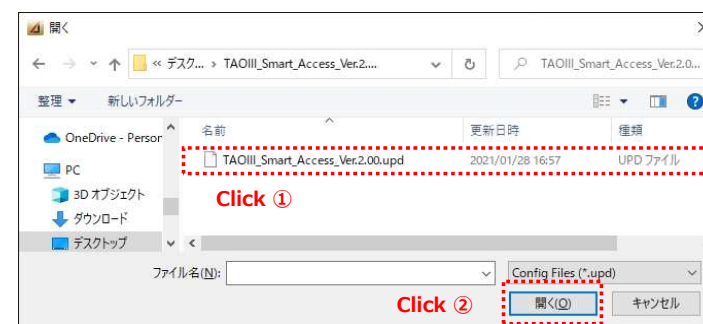 開く
« デスク... › TAOIII_Smart_Access_Ver.2....
TAOIII_Smart_Access_Ver.2.0...
整理 新しいフォルダー
名前 更新日時 種類
OneDrive - Person
TAOIII_Smart_Access_Ver.2.00.upd 2021/01/28 16:57 UPD ファイル
PC
3D オブジェクト
Click ①
ダウンロード
デスクトップ
ファイル名(N): Config Files (*.upd)
Click ② 開く(O) キャンセル